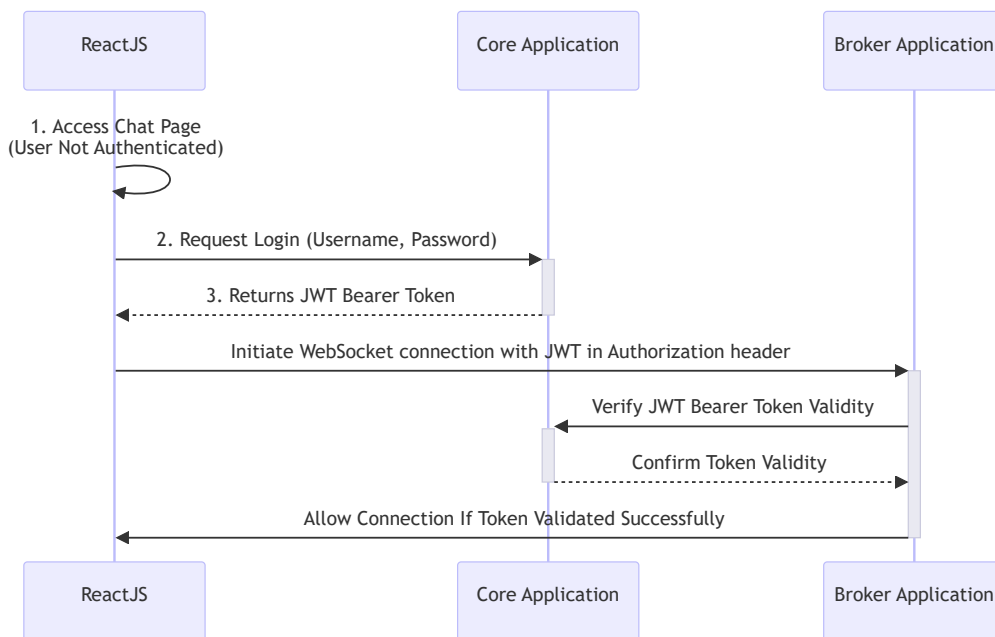 ReactJS
Core Application
Broker Application
1. Access Chat Page
(User Not Authenticated)
2. Request Login (Username, Password)
3. Returns JWT Bearer Token
Initiate WebSocket connection with JWT in Authorization header
Verify JWT Bearer Token Validity
Confirm Token Validity
Allow Connection If Token Validated Successfully
ReactJS
Core Application
Broker Application